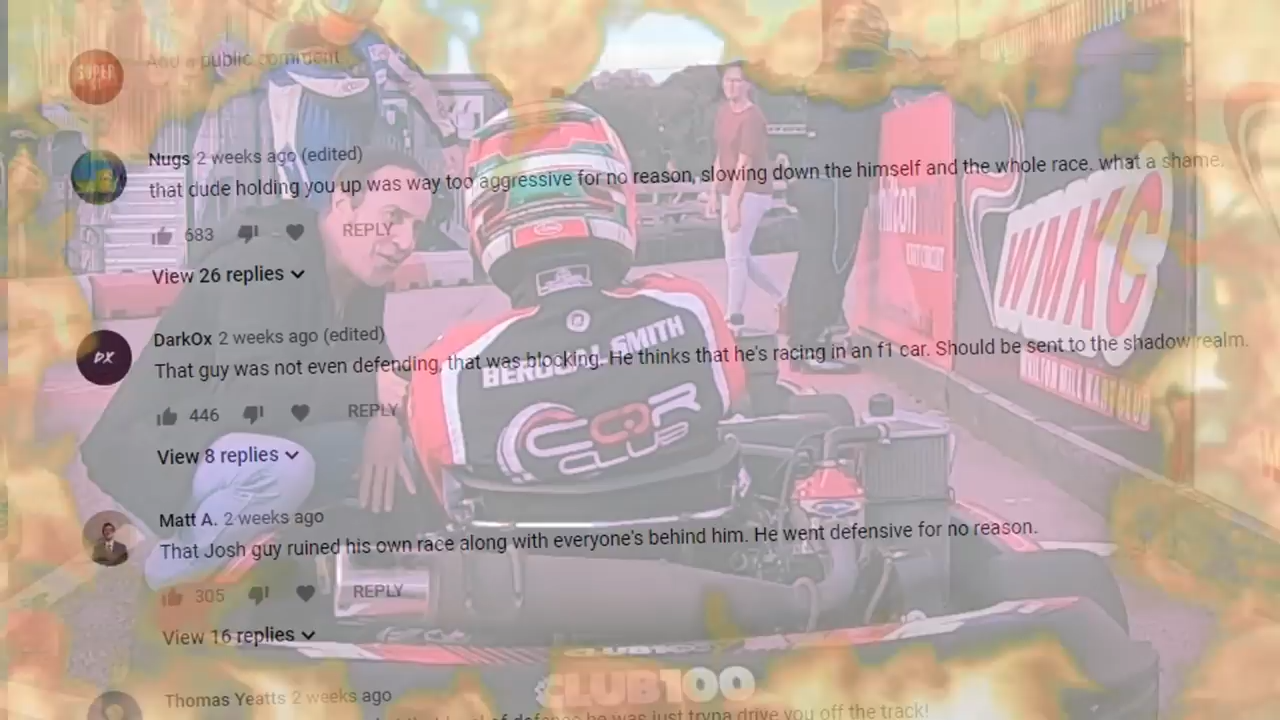 SUPER
Add a public comment
Nugs 2 weeks ago (edited)
that dude holding you up was way too aggressive for no reason, slowing down the himself and the whole race. what a shame.
683 REPLY
View 26 replies
DarkOx 2 weeks ago (edited)
That guy was not even defending, that was blocking. He thinks that he's racing in an f1 car. Should be sent to the shadow realm.
DX
446 REPLY
View 8 replies
Matt A. 2 weeks ago
That Josh guy ruined his own race along with everyone's behind him. He went defensive for no reason.
305 REPLY
View 16 replies
Thomas Yeatts 2 weeks ago
of defence he was just tryna drive you off the track!
SMITH
CLUB
WMKC
CLUB100